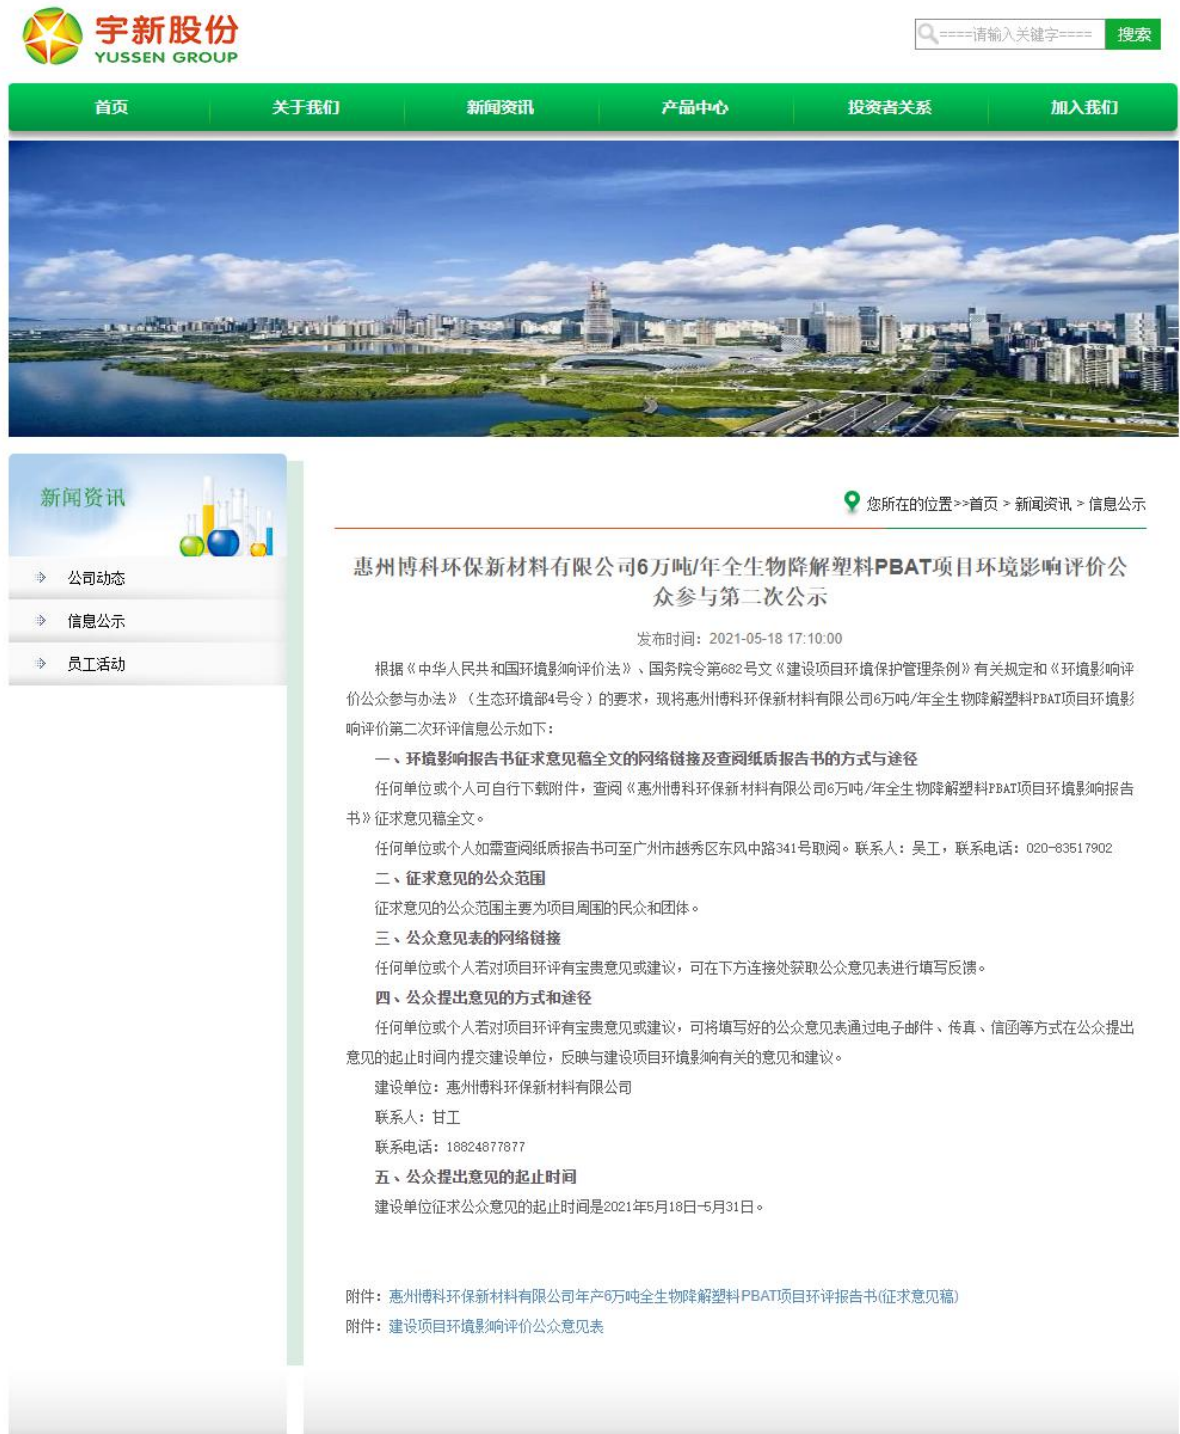 宇新股份
YUSSEN GROUP
====请输入关键字====
搜索
首页
关于我们
新闻资讯
产品中心
投资者关系
加入我们
新闻资讯
公司动态
信息公示
员工活动
您所在的位置>>首页 > 新闻资讯 > 信息公示
惠州博科环保新材料有限公司6万吨/年全生物降解塑料PBAT项目环境影响评价公
众参与第二次公示
发布时间：2021-05-18 17:10:00
根据《中华人民共和国环境影响评价法》、国务院令第682号文《建设项目环境保护管理条例》有关规定和《环境影响评
价公众参与办法》（生态环境部4号令）的要求，现将惠州博科环保新材料有限公司6万吨/年全生物降解塑料PBAT项目环境影
响评价第二次环评信息公示如下：
一、环境影响报告书征求意见稿全文的网络链接及查阅纸质报告书的方式与途径
任何单位或个人可自行下载附件，查阅《惠州博科环保新材料有限公司6万吨/年全生物降解塑料PBAT项目环境影响报告
书》征求意见稿全文。
任何单位或个人如需查阅纸质报告书可至广州市越秀区东风中路341号取阅。联系人：吴工，联系电话：020-83517902
二、征求意见的公众范围
征求意见的公众范围主要为项目周围的民众和团体。
三、公众意见表的网络链接
任何单位或个人若对项目环评有宝贵意见或建议，可在下方连接处获取公众意见表进行填写反馈。
四、公众提出意见的方式和途径
任何单位或个人若对项目环评有宝贵意见或建议，可将填写好的公众意见表通过电子邮件、传真、信函等方式在公众提出
意见的起止时间内提交建设单位，反映与建设项目环境影响有关的意见和建议。
建设单位：惠州博科环保新材料有限公司
联系人：甘工
联系电话：18824877877
五、公众提出意见的起止时间
建设单位征求公众意见的起止时间是2021年5月18日-5月31日。
附件：惠州博科环保新材料有限公司年产6万吨全生物降解塑料PBAT项目环评报告书(征求意见稿)
附件：建设项目环境影响评价公众意见表